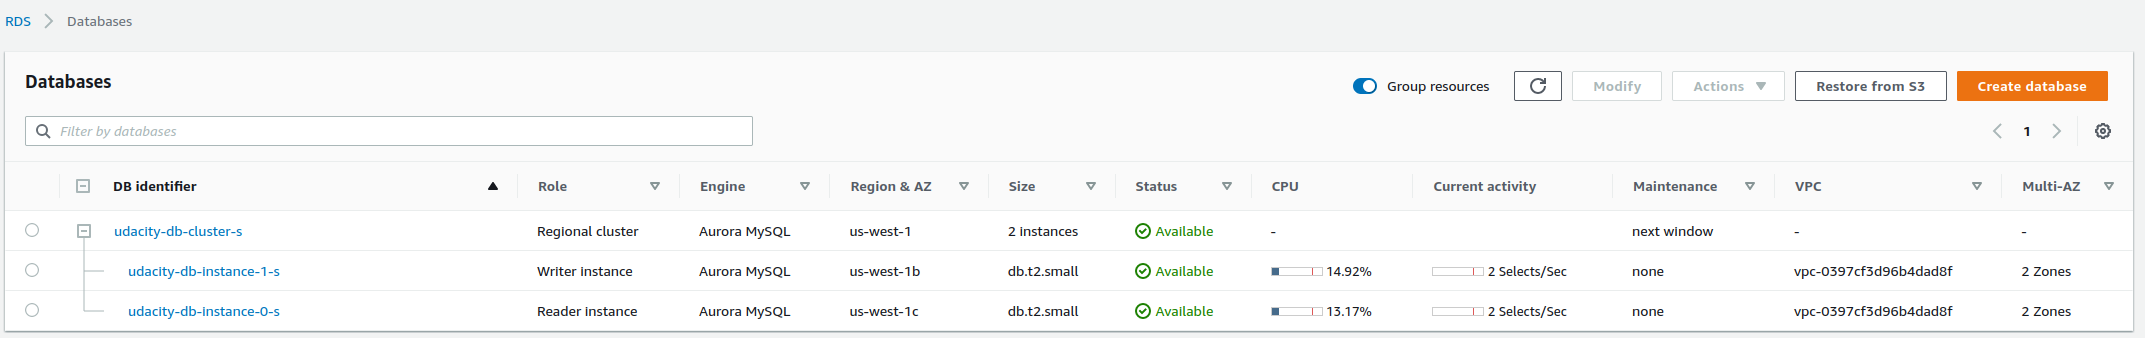 RDS > Databases
Databases
Group resources Modify Actions Restore from S3 Create database
Filter by databases 1
DB identifier Role Engine Region & AZ Size Status CPU Current activity Maintenance VPC Multi-AZ
udacity-db-cluster-s Regional cluster Aurora MySQL us-west-1 2 instances Available - next window - -
udacity-db-instance-1-s Writer instance Aurora MySQL us-west-1b db.t2.small Available 14.92% 2 Selects/Sec none vpc-0397cf3d96b4dad8f 2 Zones
udacity-db-instance-0-s Reader instance Aurora MySQL us-west-1c db.t2.small Available 13.17% 2 Selects/Sec none vpc-0397cf3d96b4dad8f 2 Zones